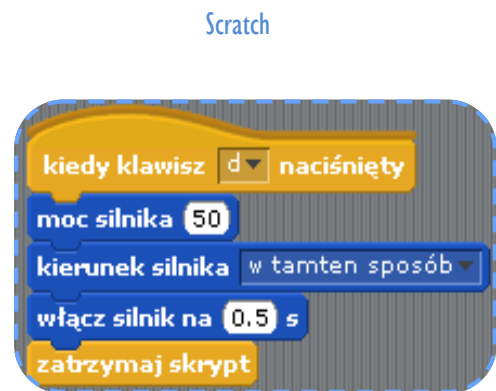 Scratch
kiedy klawisz d naciśnięty
moc silnika 50
kierunek silnika w tamten sposób
włącz silnik na 0.5 s
zatrzymaj skrypt